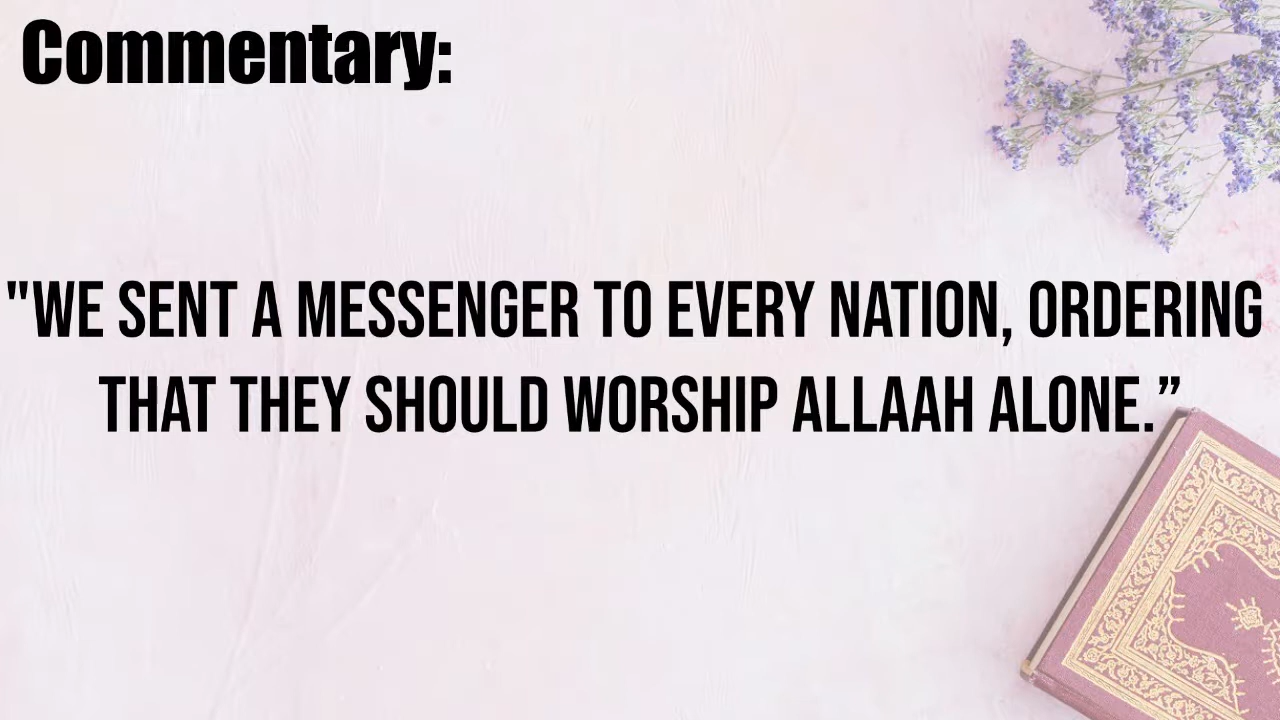 Commentary:
"WE SENT A MESSENGER TO EVERY NATION, ORDERING
THAT THEY SHOULD WORSHIP ALLAAH ALONE.”